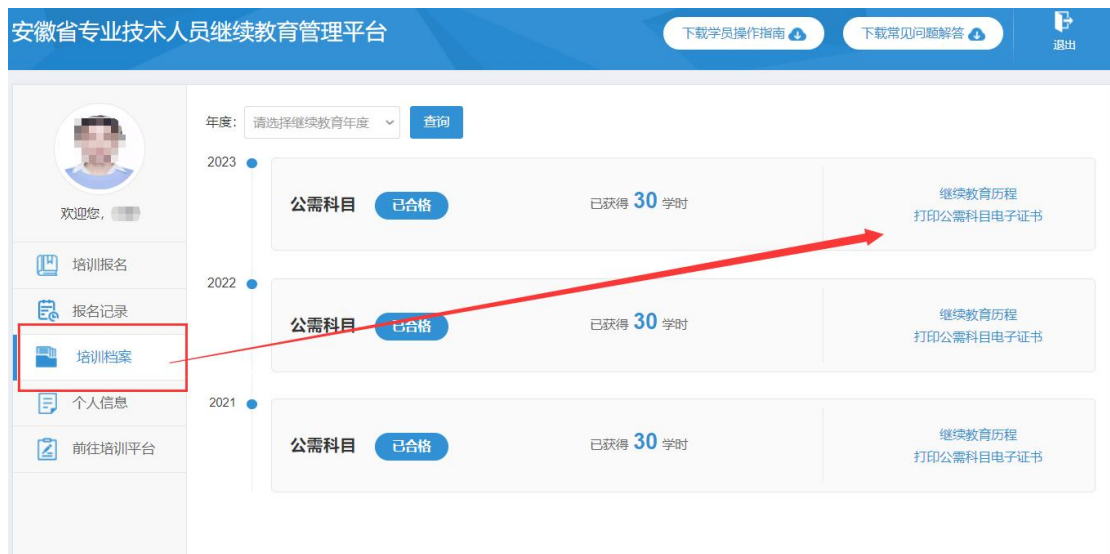 安徽省专业技术人员继续教育管理平台
下载学员操作指南
下载常见问题解答
退出
欢迎您，
培训报名
报名记录
培训档案
个人信息
前往培训平台
年度： 请选择继续教育年度 查询
2023
公需科目 已合格 已获得 30 学时
继续教育历程
打印公需科目电子证书
2022
公需科目 已合格 已获得 30 学时
继续教育历程
打印公需科目电子证书
2021
公需科目 已合格 已获得 30 学时
继续教育历程
打印公需科目电子证书